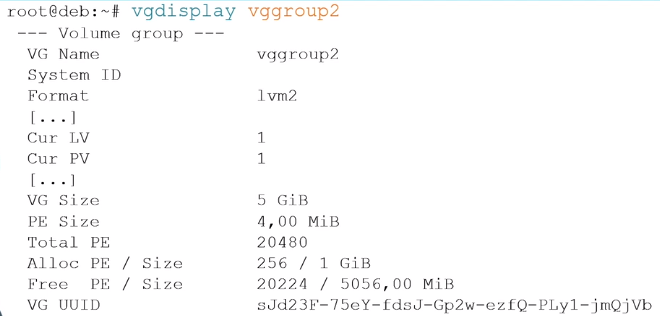 root@deb:~# vgdisplay vggroup2
--- Volume group ---
VG Name vggroup2
System ID
Format lvm2
[...]
Cur LV 1
Cur PV 1
[...]
VG Size 5 GiB
PE Size 4,00 MiB
Total PE 20480
Alloc PE / Size 256 / 1 GiB
Free PE / Size 20224 / 5056,00 MiB
VG UUID sJd23F-75eY-fdsJ-Gp2w-ezfQ-PLy1-jmQjVb